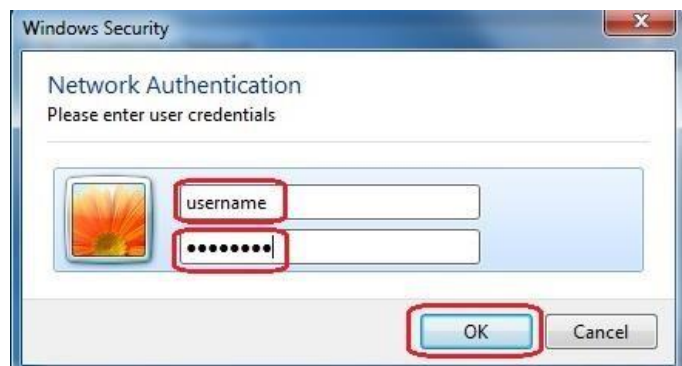 Windows Security
Network Authentication
Please enter user credentials
username
●●●●●●●●
OK
Cancel